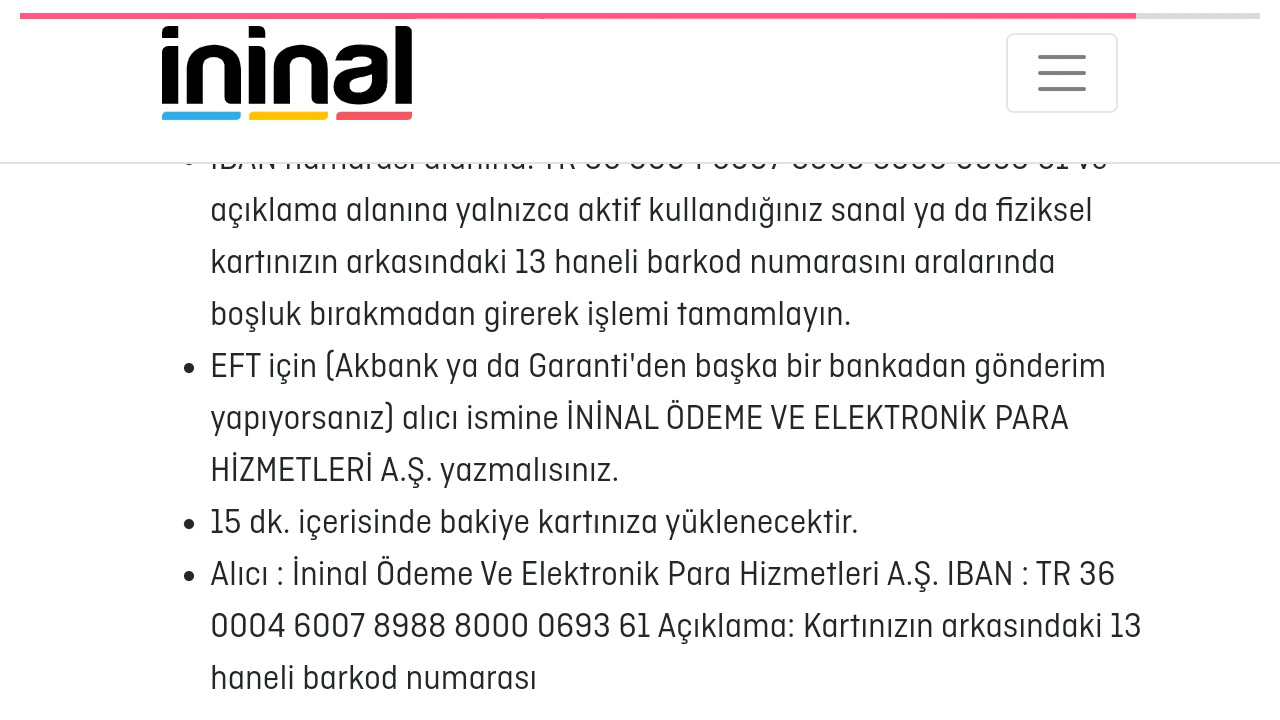 ininal
açıklama alanına yalnızca aktif kullandığınız sanal ya da fiziksel
kartınızın arkasındaki 13 haneli barkod numarasını aralarında
boşluk bırakmadan girerek işlemi tamamlayın.
• EFT için (Akbank ya da Garanti'den başka bir bankadan gönderim
yapıyorsanız) alıcı ismine İNİNAL ÖDEME VE ELEKTRONİK PARA
HİZMETLERİ A.Ş. yazmalısınız.
• 15 dk. içerisinde bakiye kartınıza yüklenecektir.
• Alıcı : İninal Ödeme Ve Elektronik Para Hizmetleri A.Ş. IBAN : TR 36
0004 6007 8988 8000 0693 61 Açıklama: Kartınızın arkasındaki 13
haneli barkod numarası